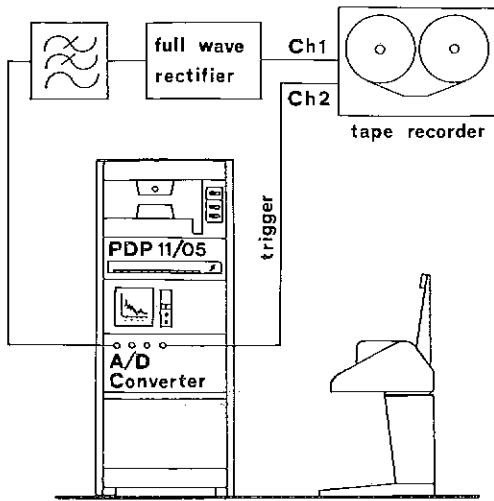 full wave
rectifier
Ch1
Ch2
tape recorder
trigger
PDP 11/05
A/D
Converter